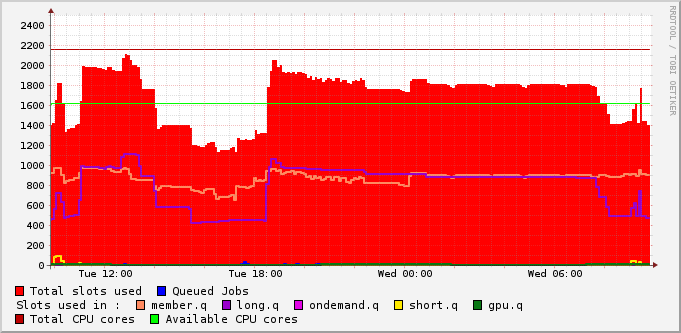 RRDTOOL / TOBI OETIKER
2400
2200
2000
1800
1600
1400
1200
1000
800
600
400
200
0
Tue 12:00 Tue 18:00 Wed 00:00 Wed 06:00
Total slots used Queued Jobs
Slots used in : member.q long.q ondemand.q short.q gpu.q
Total CPU cores Available CPU cores